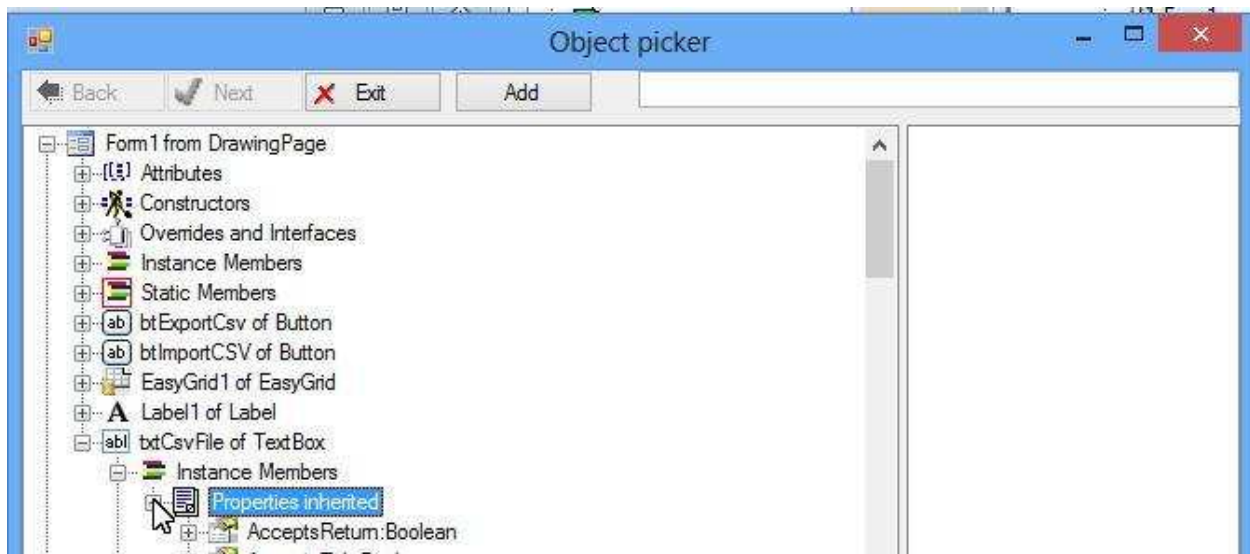 Object picker
Back Next Exit Add
Form1 from DrawingPage
Attributes
Constructors
Overrides and Interfaces
Instance Members
Static Members
btExportCsv of Button
btImportCSV of Button
EasyGrid1 of EasyGrid
A Label1 of Label
txtCsvFile of TextBox
Instance Members
Properties inherited
AcceptsReturn:Boolean